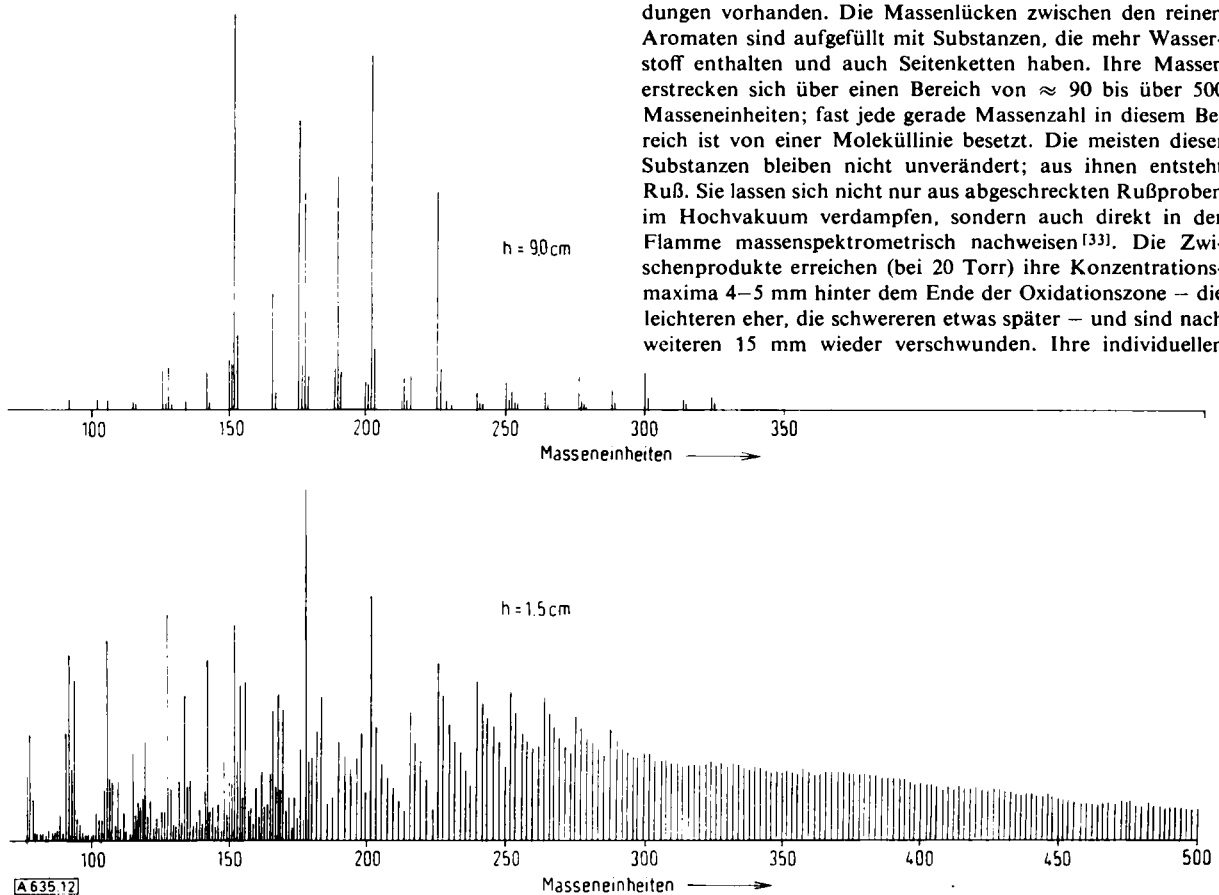 dungen vorhanden. Die Massenlücken zwischen den reinen
Aromaten sind aufgefüllt mit Substanzen, die mehr Wasser-
stoff enthalten und auch Seitenketten haben. Ihre Massen
erstrecken sich über einen Bereich von ≈ 90 bis über 500
Masseneinheiten; fast jede gerade Massenzahl in diesem Be-
reich ist von einer Moleküllinie besetzt. Die meisten dieser
Substanzen bleiben nicht unverändert; aus ihnen entsteht
Ruß. Sie lassen sich nicht nur aus abgeschreckten Rußproben
im Hochvakuum verdampfen, sondern auch direkt in der
Flamme massenspektrometrisch nachweisen [33]. Die Zwi-
schenprodukte erreichen (bei 20 Torr) ihre Konzentrations-
maxima 4–5 mm hinter dem Ende der Oxidationszone – die
leichteren eher, die schwereren etwas später – und sind nach
weiteren 15 mm wieder verschwunden. Ihre individuellen
h = 9.0 cm
100 150 200 250 300 350
Masseneinheiten
h = 1.5 cm
100 150 200 250 300 350 400 450 500
A 635.12
Masseneinheiten